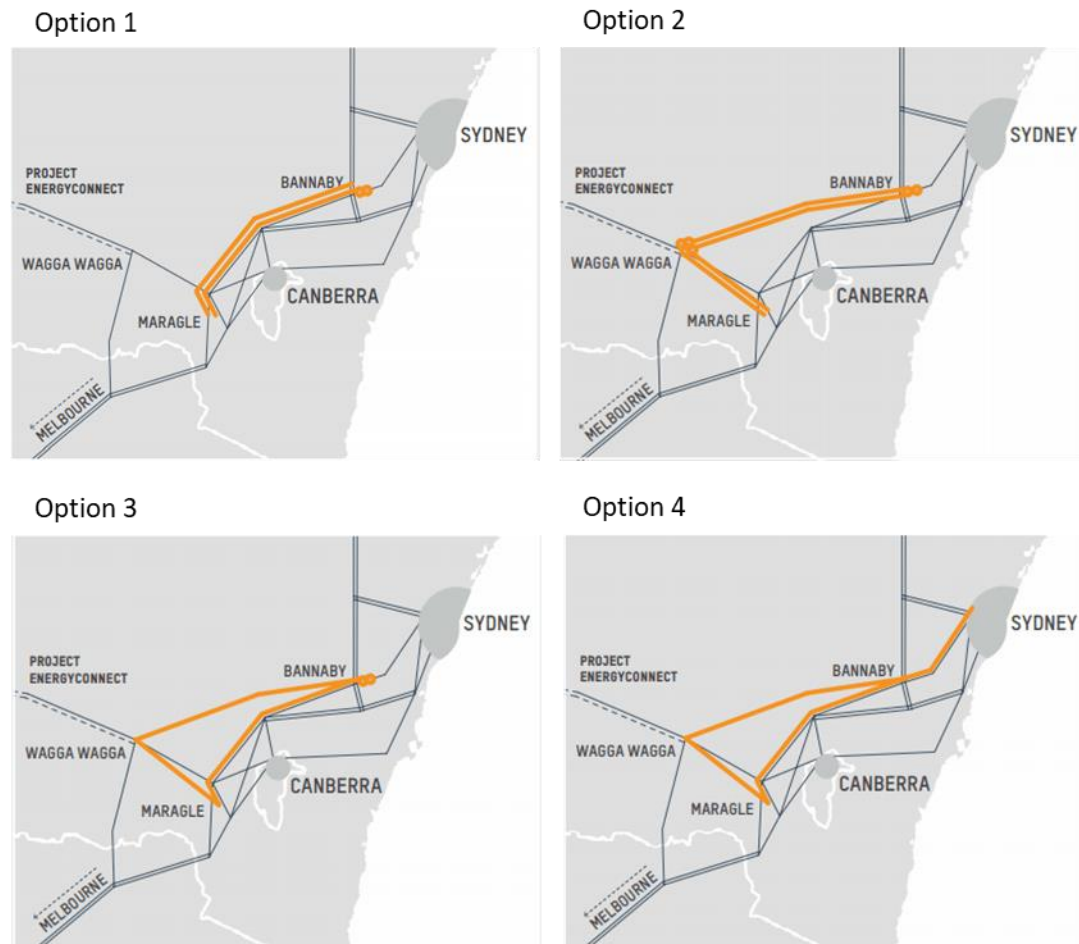 Option 1
SYDNEY
BANNABY
PROJECT
ENERGYCONNECT
WAGGA WAGGA
CANBERRA
MARAGLE
MELBOURNE
Option 2
SYDNEY
BANNABY
PROJECT
ENERGYCONNECT
WAGGA WAGGA
CANBERRA
MARAGLE
MELBOURNE
Option 3
SYDNEY
BANNABY
PROJECT
ENERGYCONNECT
WAGGA WAGGA
CANBERRA
MARAGLE
MELBOURNE
Option 4
SYDNEY
BANNABY
PROJECT
ENERGYCONNECT
WAGGA WAGGA
CANBERRA
MARAGLE
MELBOURNE